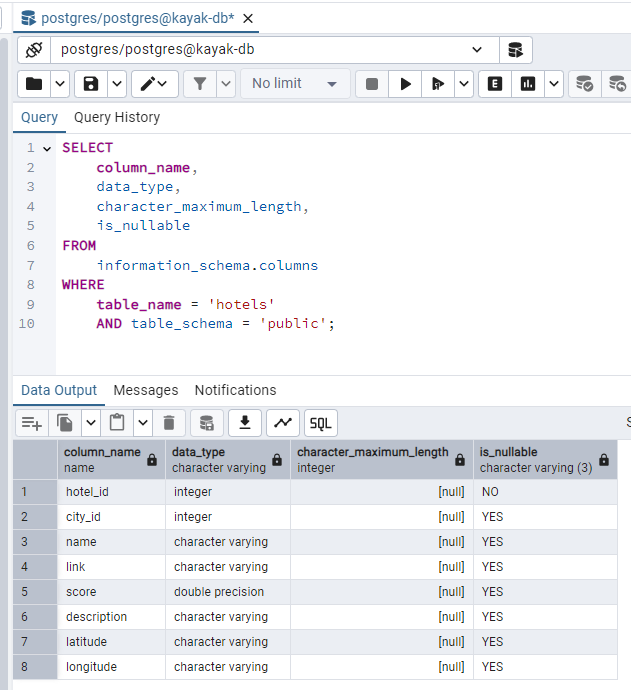 postgres/postgres@kayak-db*
postgres/postgres@kayak-db
No limit
E
Query Query History
1 SELECT
2 column_name,
3 data_type,
4 character_maximum_length,
5 is_nullable
6 FROM
7 information_schema.columns
8 WHERE
9 table_name = 'hotels'
10 AND table_schema = 'public';
Data Output Messages Notifications
SQL
column_name data_type character_maximum_length is_nullable
name character varying integer character varying (3)
1 hotel_id integer [null] NO
2 city_id integer [null] YES
3 name character varying [null] YES
4 link character varying [null] YES
5 score double precision [null] YES
6 description character varying [null] YES
7 latitude character varying [null] YES
8 longitude character varying [null] YES